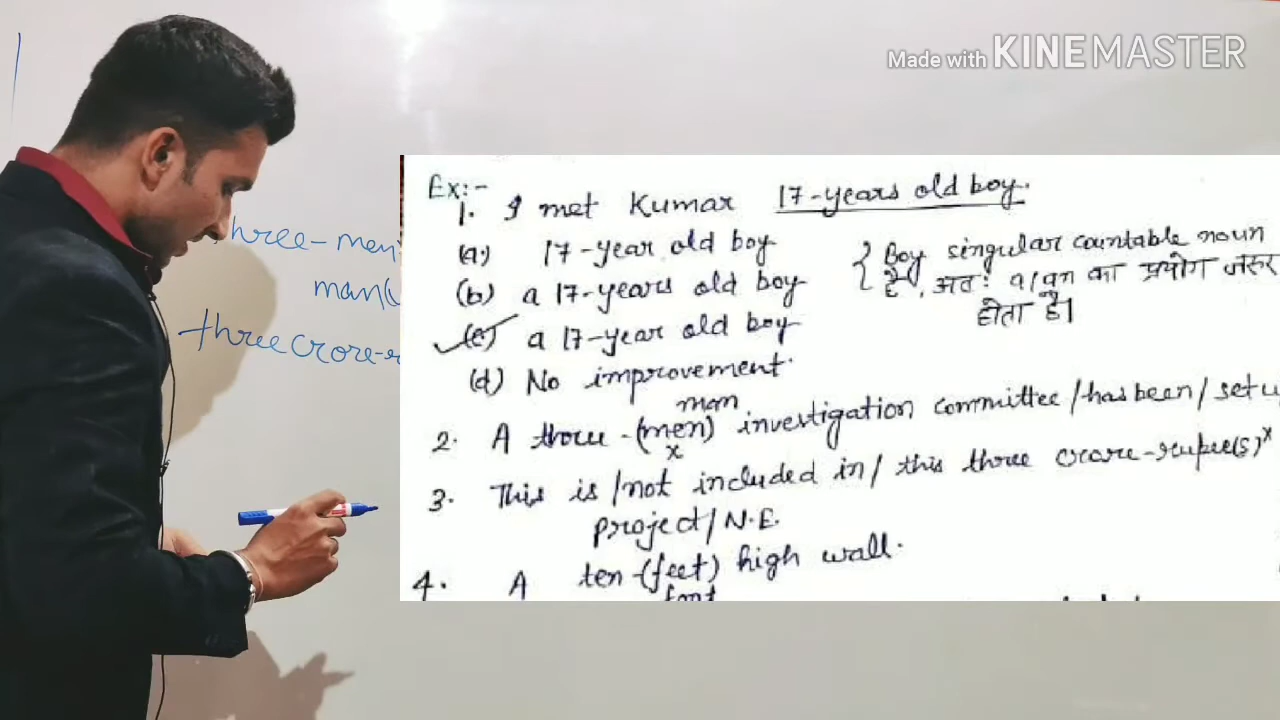 Made with KINEMASTER
three-men
man(
three crore-r
Ex:-
1. I met Kumar 17-years old boy.
(a) 17-year old boy
(b) a 17-years old boy
(c) a 17-year old boy
(d) No improvement.
{ Boy singular countable noun
है, अतः a/an का प्रयोग जरुर
होता है।
man
2. A three-(men) investigation committee/has been/setu
x
3. This is/not included in/this three crore-rupee(s) x
project/N.E.
4. A ten-(feet) high wall.
foot